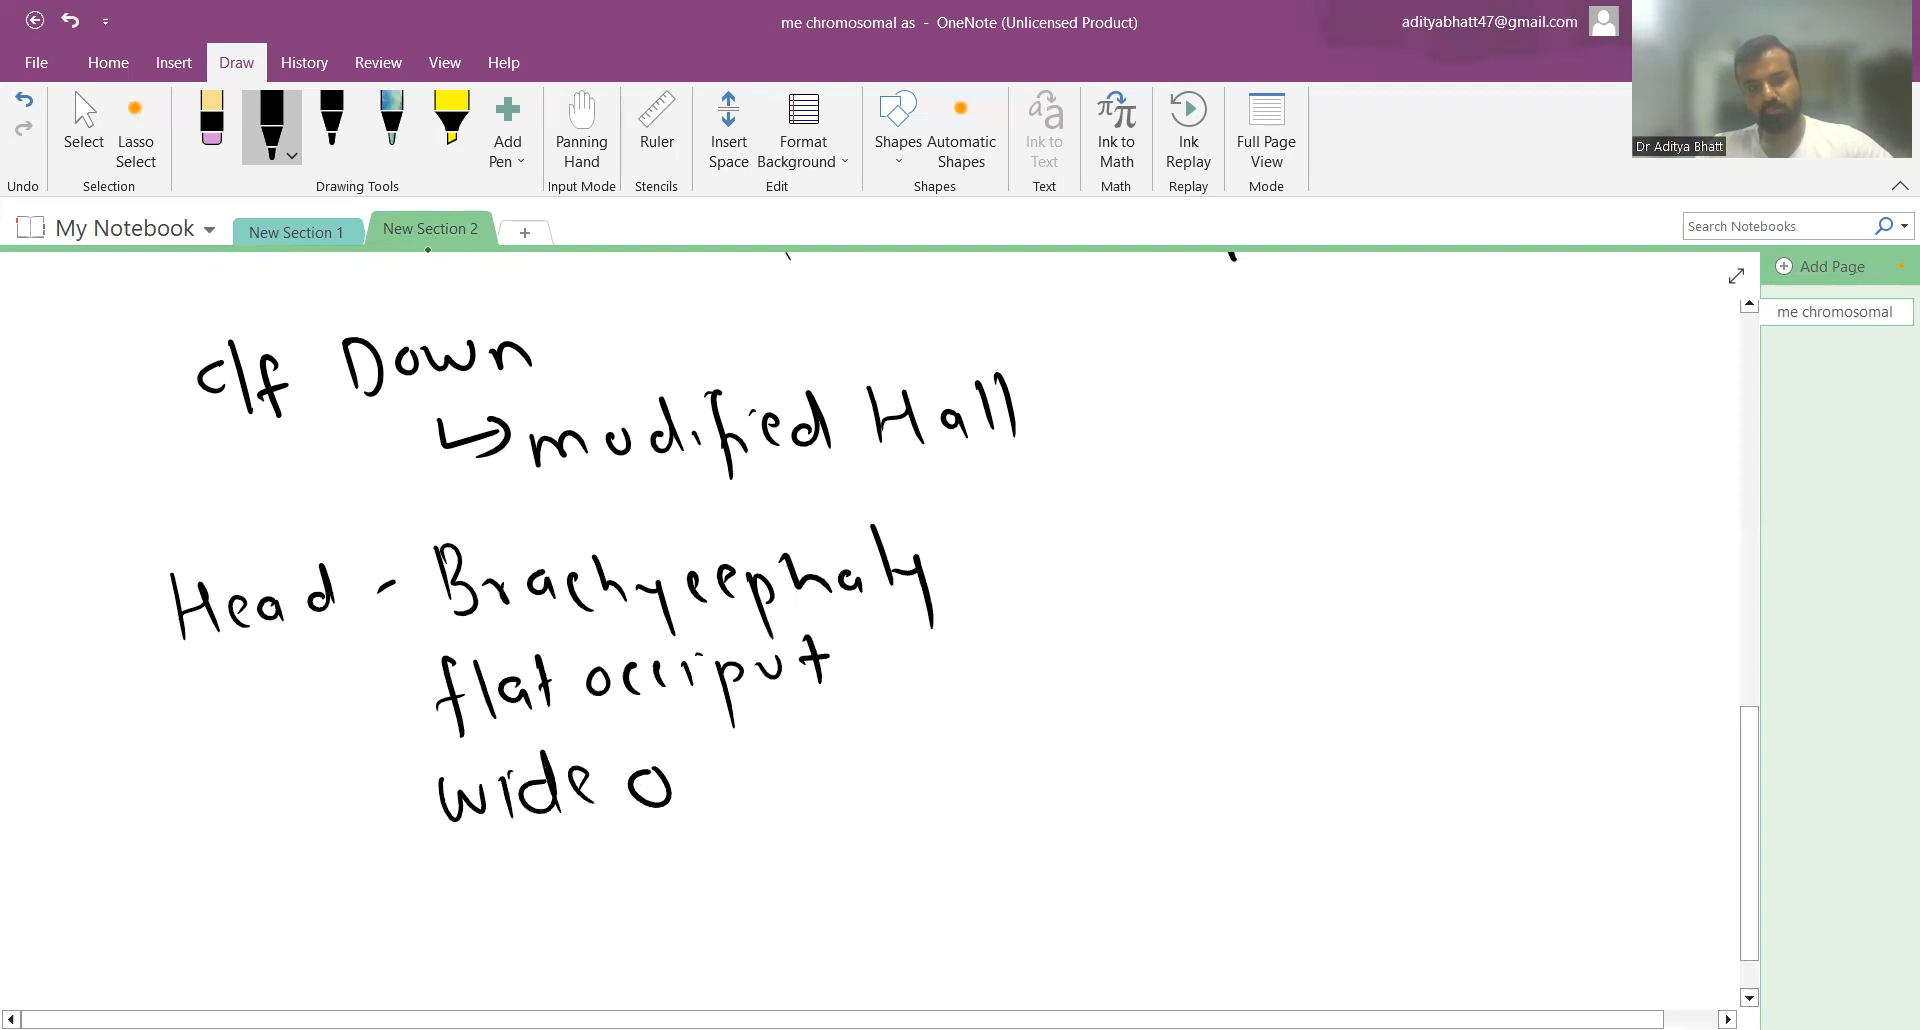 me chromosomal as - OneNote (Unlicensed Product)
adityabhatt47@gmail.com
File Home Insert Draw History Review View Help
Select
Lasso Select
Add Pen
Panning Hand
Ruler
Insert Space
Format Background
Shapes
Automatic Shapes
Ink to Text
Ink to Math
Ink Replay
Full Page View
Undo Selection Drawing Tools Input Mode Stencils Edit Shapes Text Math Replay Mode
Dr Aditya Bhatt
My Notebook New Section 1 New Section 2
Search Notebooks
Add Page
me chromosomal
c/f Down
modified Hall
Head - Brachycephaly
flat occiput
wide o